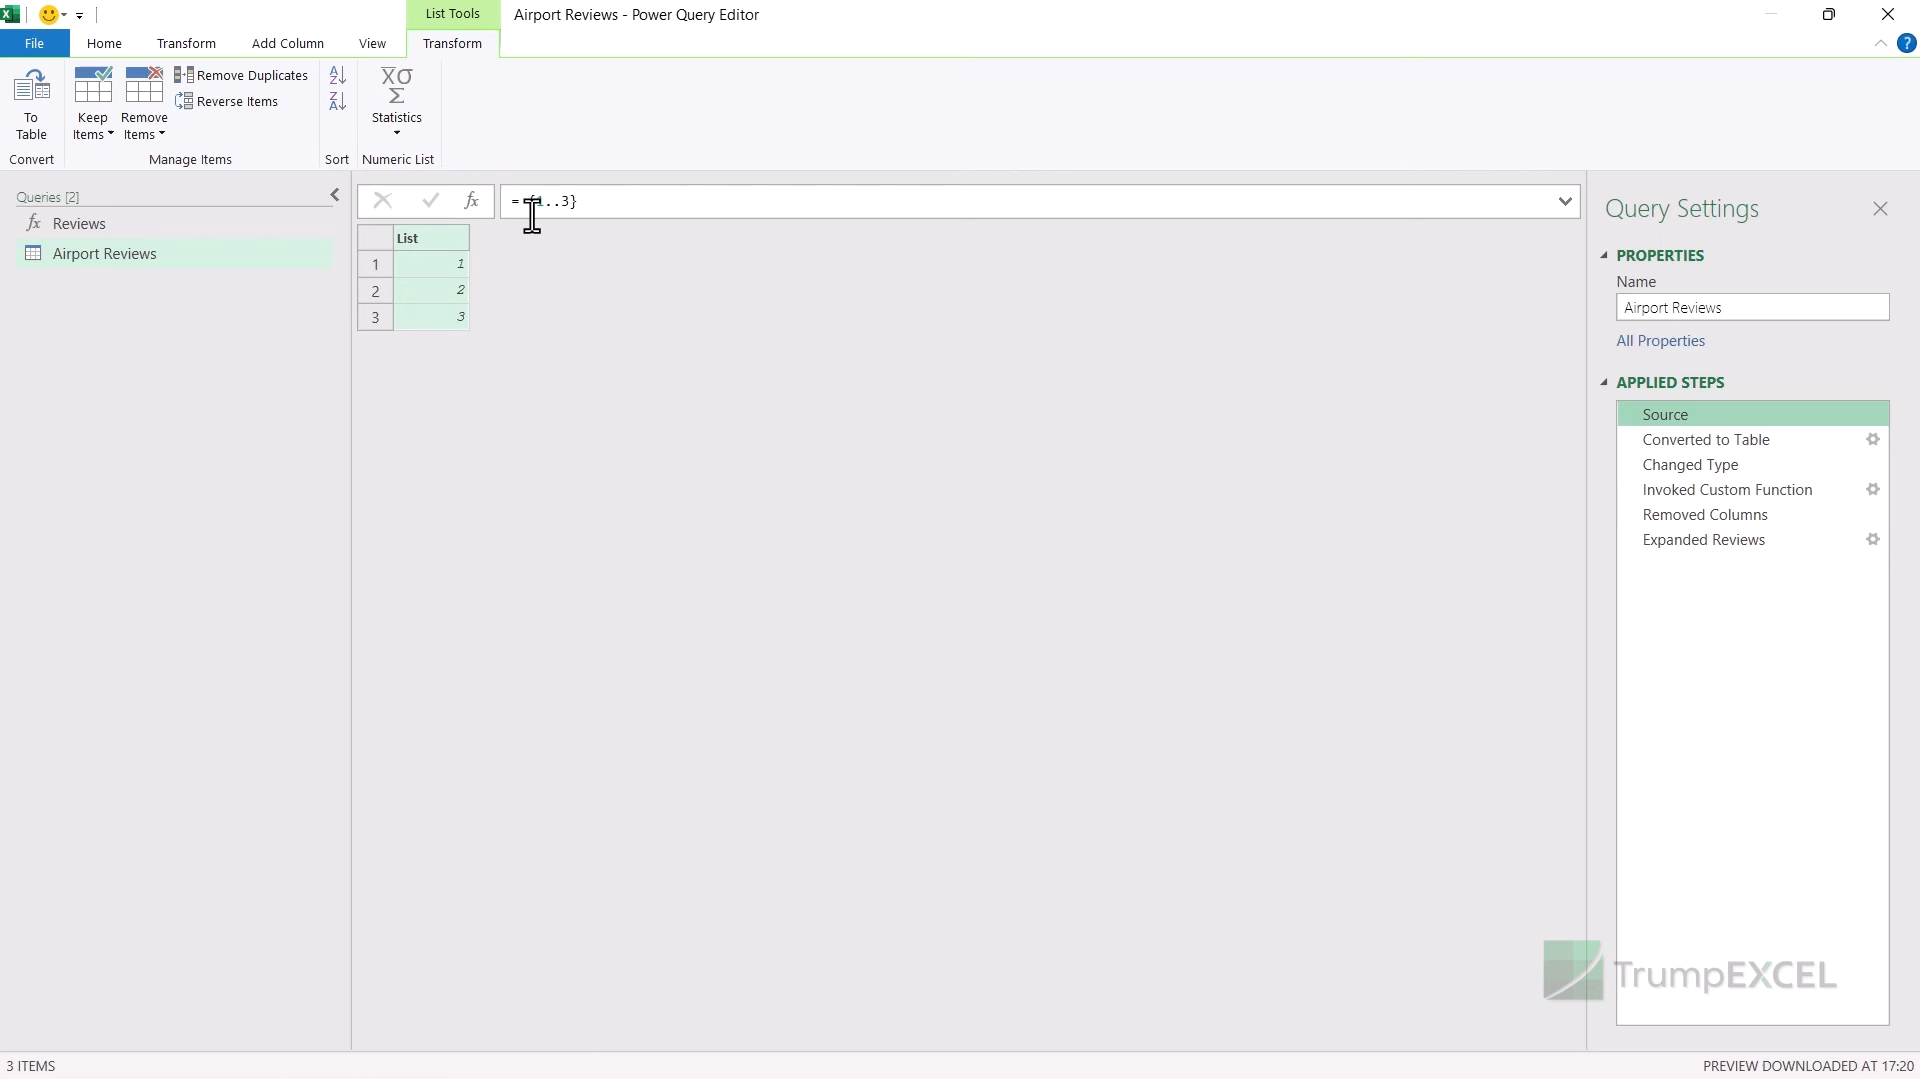 List Tools
Airport Reviews - Power Query Editor
File
Home
Transform
Add Column
View
Transform
To
Table
Keep
Items
Remove
Items
Remove Duplicates
Reverse Items
Statistics
Convert
Manage Items
Sort
Numeric List
Queries [2]
Reviews
Airport Reviews
fx
= {1..3}
List
1 1
2 2
3 3
Query Settings
PROPERTIES
Name
Airport Reviews
All Properties
APPLIED STEPS
Source
Converted to Table
Changed Type
Invoked Custom Function
Removed Columns
Expanded Reviews
TrumpEXCEL
3 ITEMS
PREVIEW DOWNLOADED AT 17:20